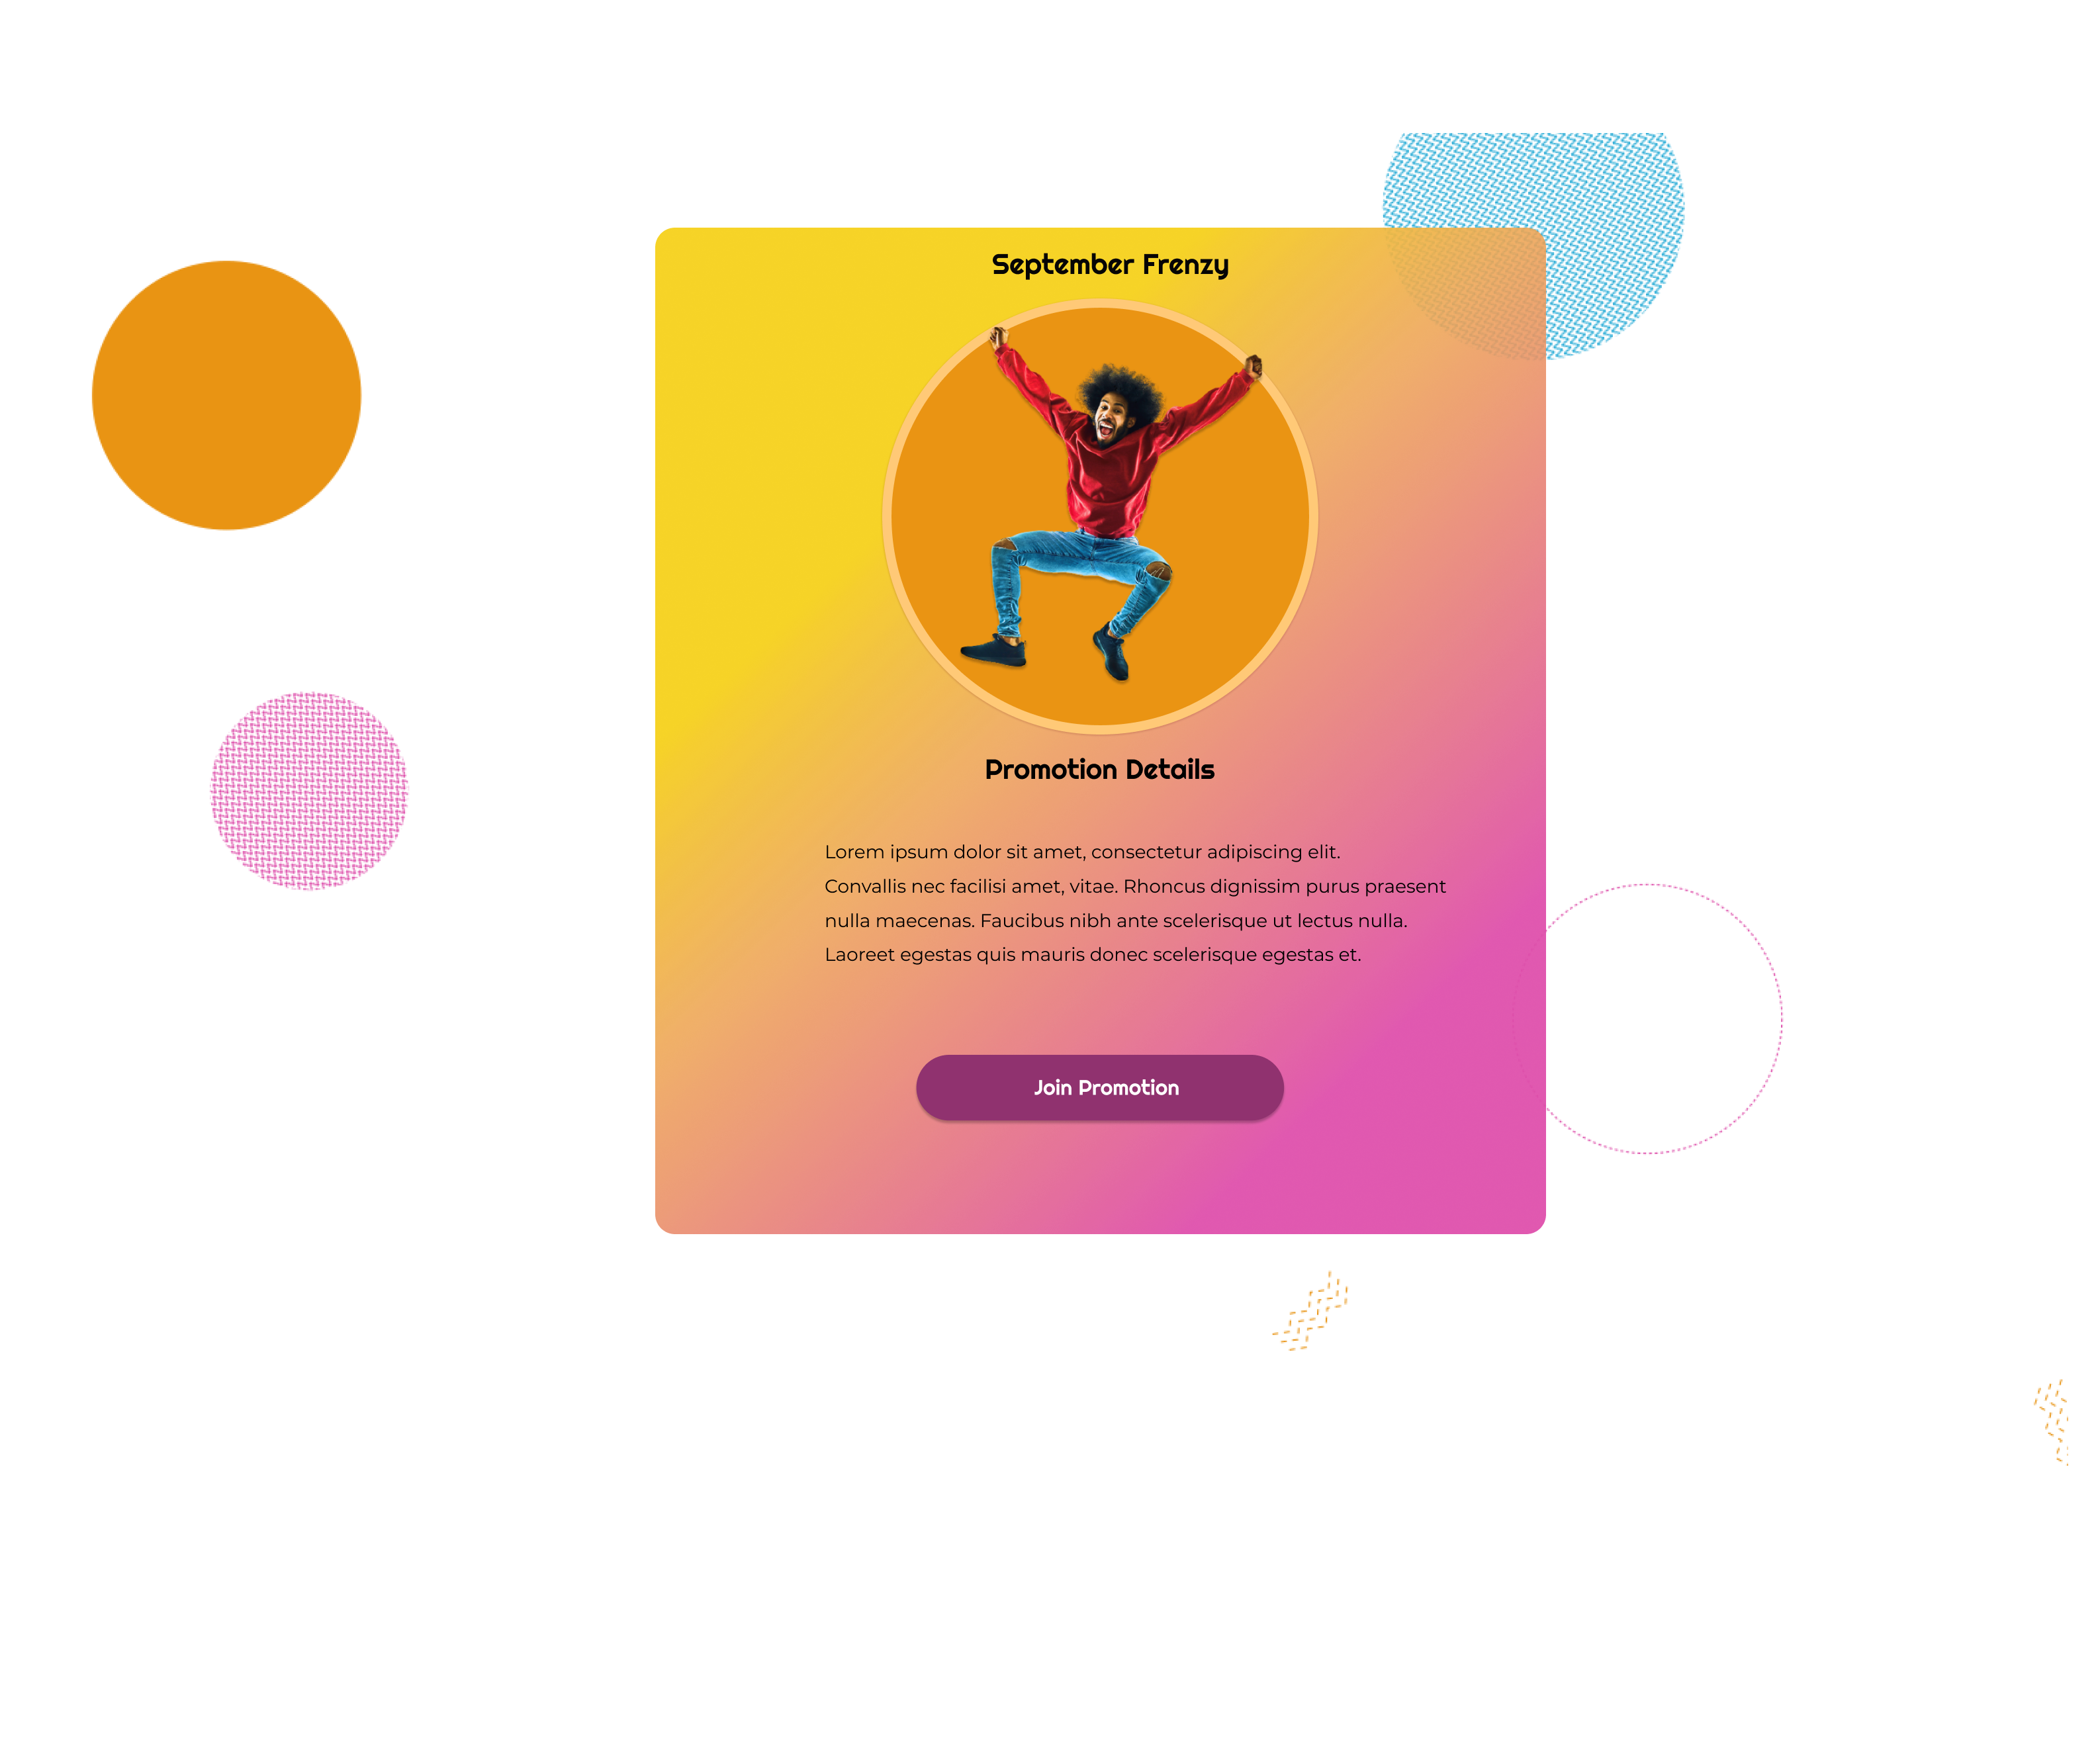 September Frenzy
Promotion Details
Lorem ipsum dolor sit amet, consectetur adipiscing elit.
Convallis nec facilisi amet, vitae. Rhoncus dignissim purus praesent
nulla maecenas. Faucibus nibh ante scelerisque ut lectus nulla.
Laoreet egestas quis mauris donec scelerisque egestas et.
Join Promotion